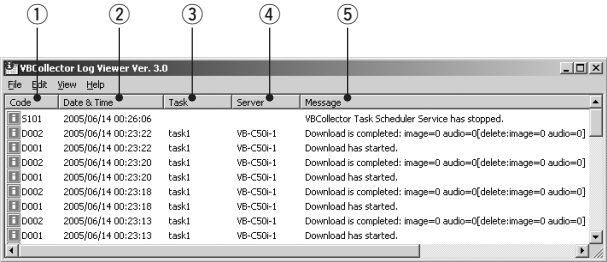 ① ② ③ ④ ⑤
VBCollector Log Viewer Ver. 3.0
File Edit View Help
Code Date & Time Task Server Message
S101 2005/06/14 00:26:06 VBCollector Task Scheduler Service has stopped.
D002 2005/06/14 00:23:22 task1 VB-C50i-1 Download is completed: image=0 audio=0[delete:image=0 audio=0]
D001 2005/06/14 00:23:22 task1 VB-C50i-1 Download has started.
D002 2005/06/14 00:23:20 task1 VB-C50i-1 Download is completed: image=0 audio=0[delete:image=0 audio=0]
D001 2005/06/14 00:23:20 task1 VB-C50i-1 Download has started.
D002 2005/06/14 00:23:18 task1 VB-C50i-1 Download is completed: image=0 audio=0[delete:image=0 audio=0]
D001 2005/06/14 00:23:18 task1 VB-C50i-1 Download has started.
D002 2005/06/14 00:23:13 task1 VB-C50i-1 Download is completed: image=0 audio=0[delete:image=0 audio=0]
D001 2005/06/14 00:23:13 task1 VB-C50i-1 Download has started.